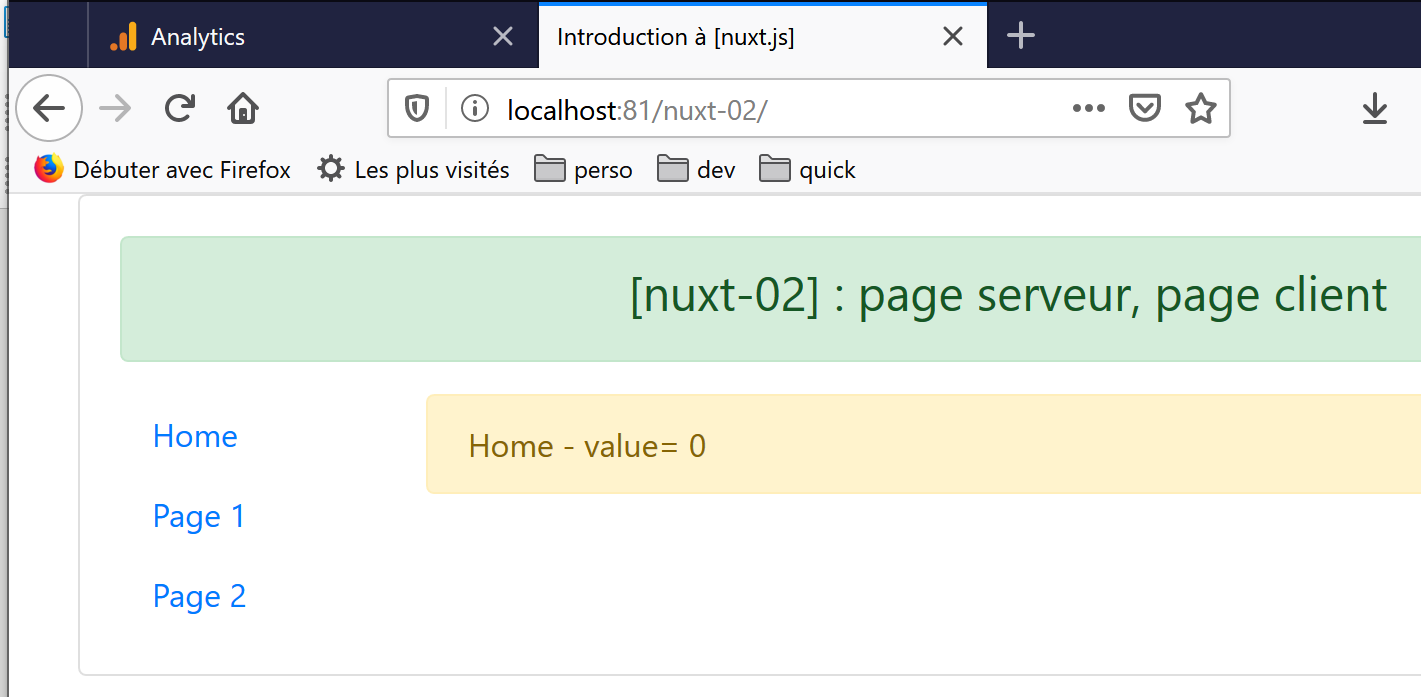 Analytics
Introduction à [nuxt.js]
localhost:81/nuxt-02/
Débuter avec Firefox Les plus visités perso dev quick
[nuxt-02] : page serveur, page client
Home
Home - value= 0
Page 1
Page 2